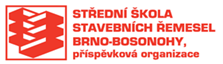 STŘEDNÍ ŠKOLA
STAVEBNÍCH ŘEMESEL
BRNO-BOSONOHY,
příspěvková organizace